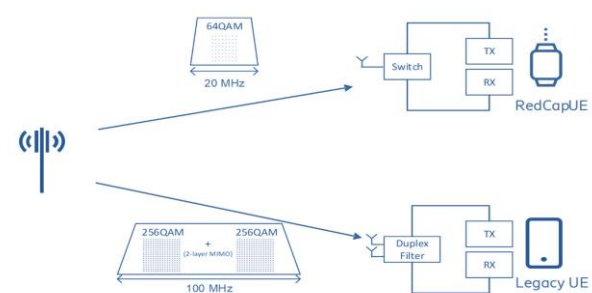 64QAM
20 MHz
Switch
TX
RX
RedCapUE
256QAM 256QAM
+
(2-layer MIMO)
100 MHz
Duplex
Filter
TX
RX
Legacy UE